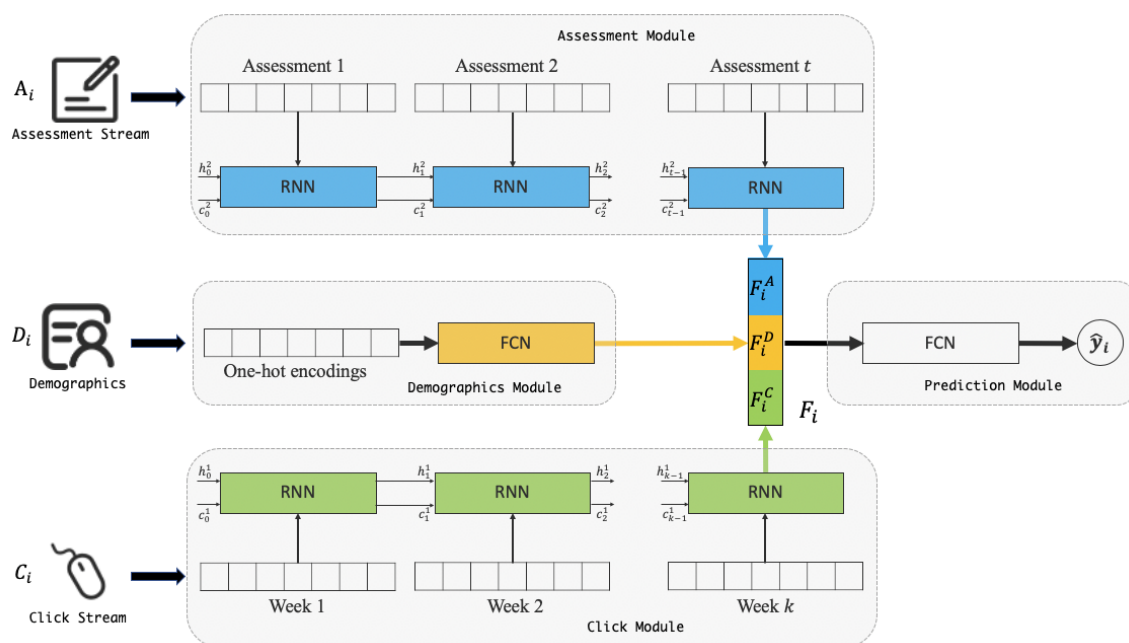 Assessment Module
Assessment 1
Assessment 2
Assessment t
A_i
Assessment Stream
h_0^2
RNN
h_1^2
RNN
h_2^2
h_{t-1}^2
RNN
c_0^2
c_1^2
c_2^2
c_{t-1}^2
F_i^A
D_i
Demographics
One-hot encodings
FCN
Demographics Module
F_i^D
FCN
ŷ_i
Prediction Module
F_i^C
F_i
h_0^1
RNN
h_1^1
RNN
h_2^1
h_{k-1}^1
RNN
c_0^1
c_1^1
c_2^1
c_{k-1}^1
C_i
Click Stream
Week 1
Week 2
Week k
Click Module